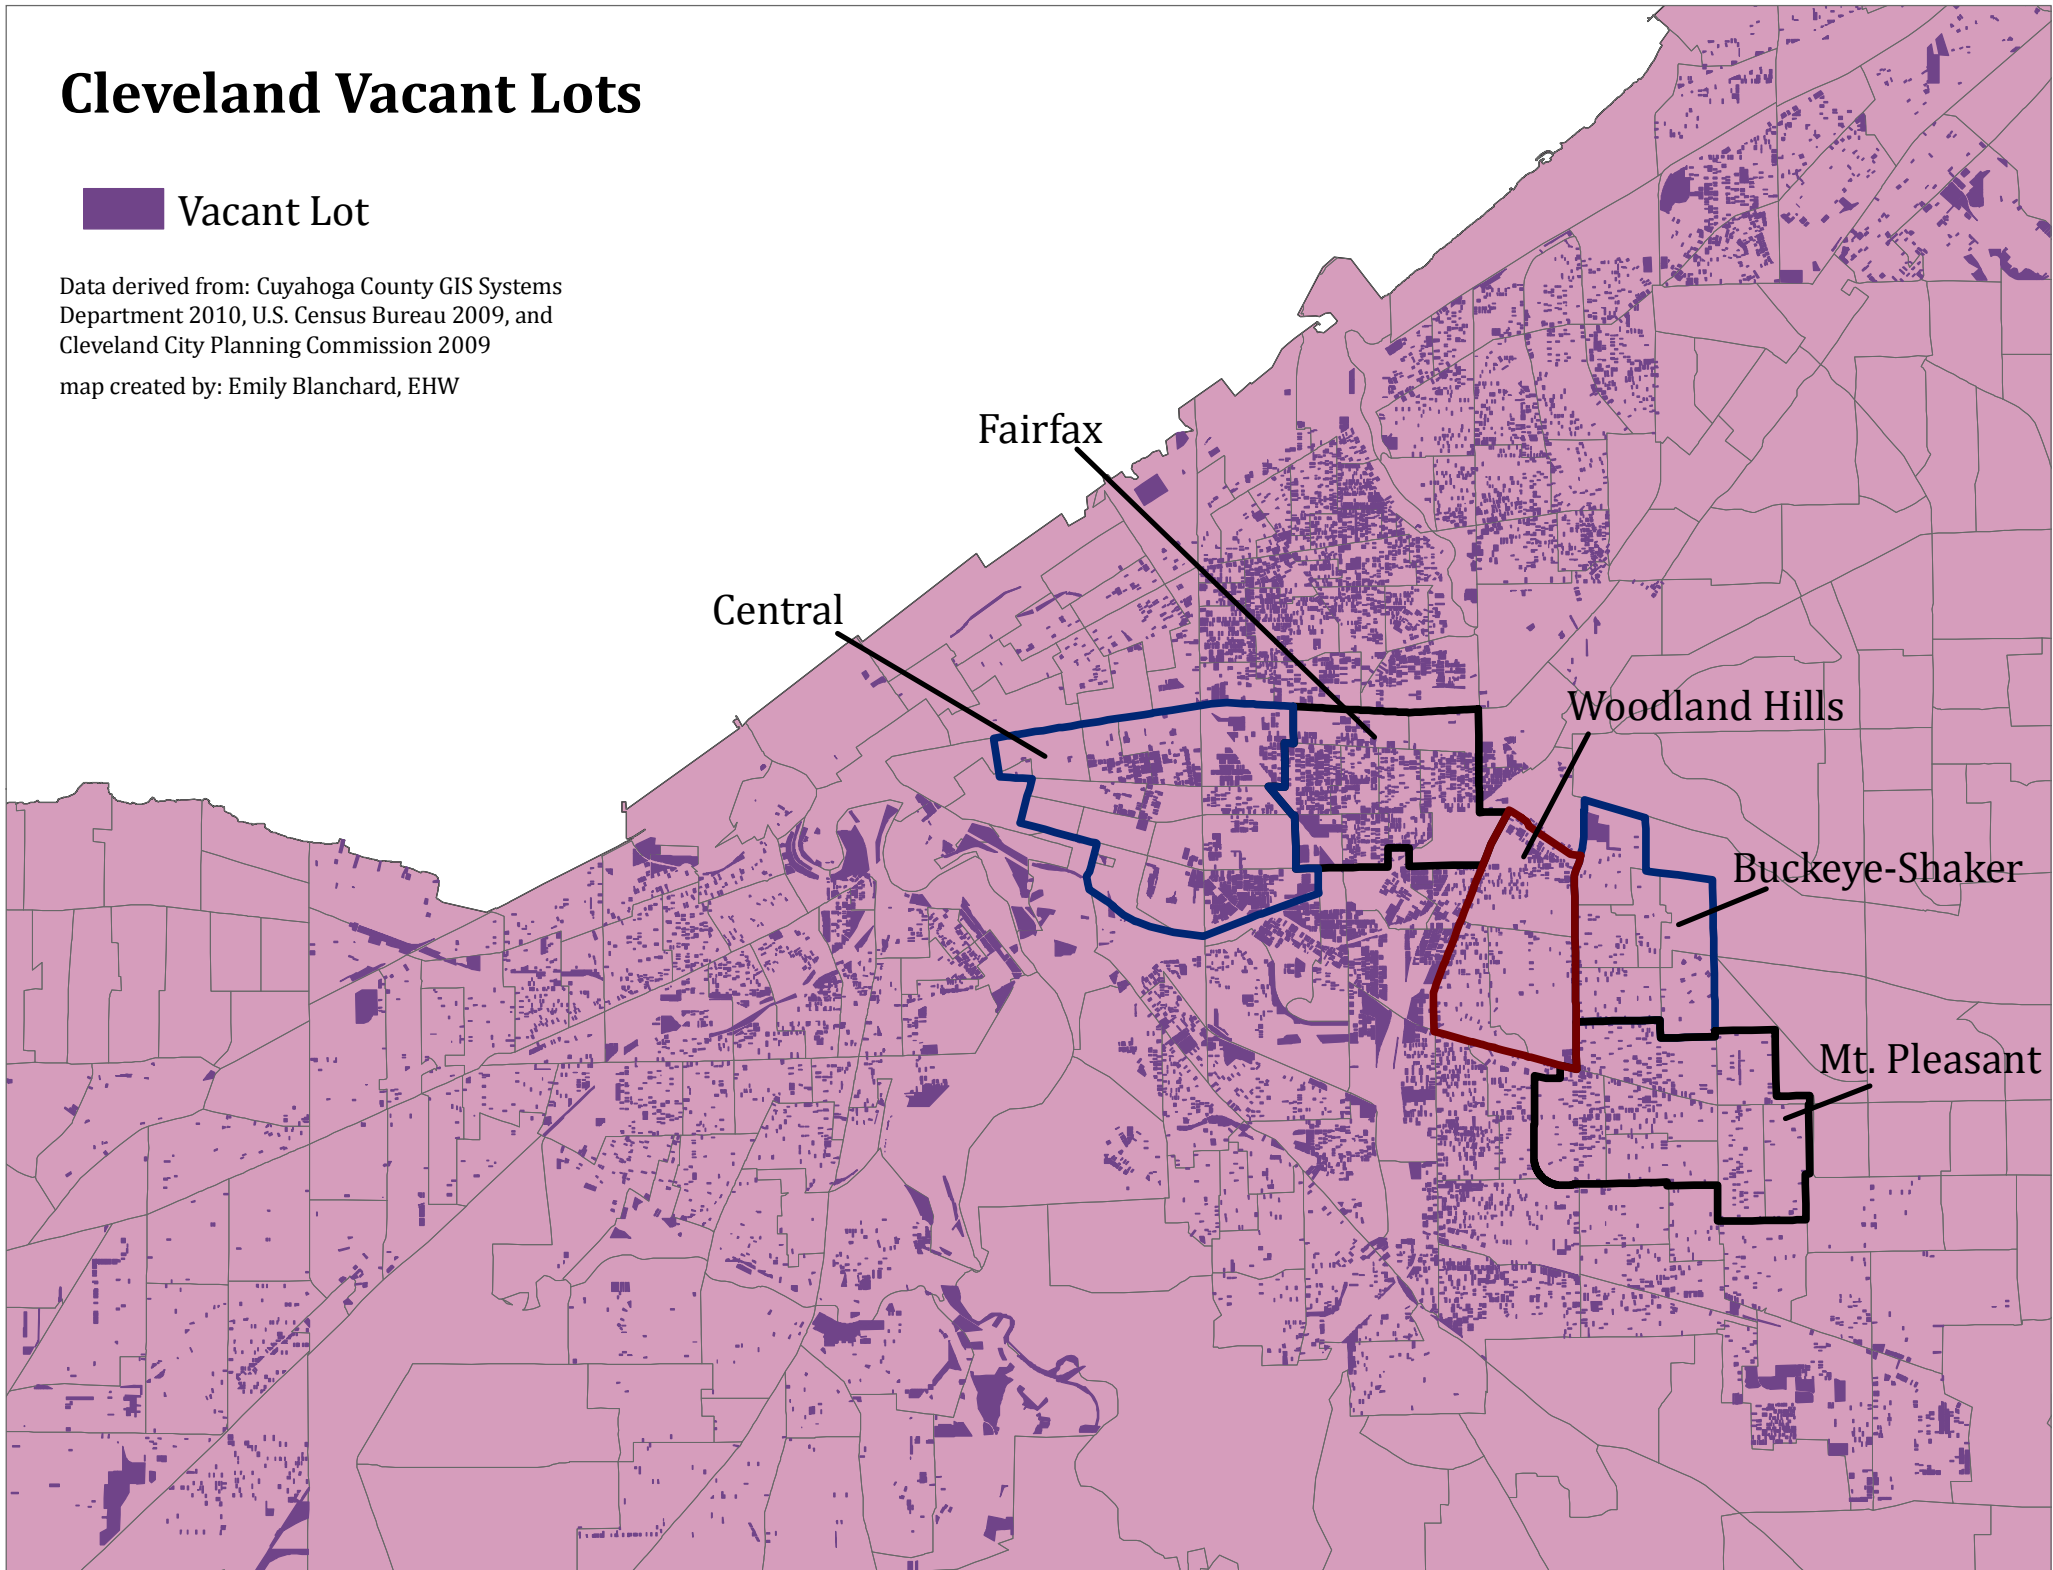 Cleveland Vacant Lots
Vacant Lot
Data derived from: Cuyahoga County GIS Systems
Department 2010, U.S. Census Bureau 2009, and
Cleveland City Planning Commission 2009
map created by: Emily Blanchard, EHW
Fairfax
Central
Woodland Hills
Buckeye-Shaker
Mt. Pleasant